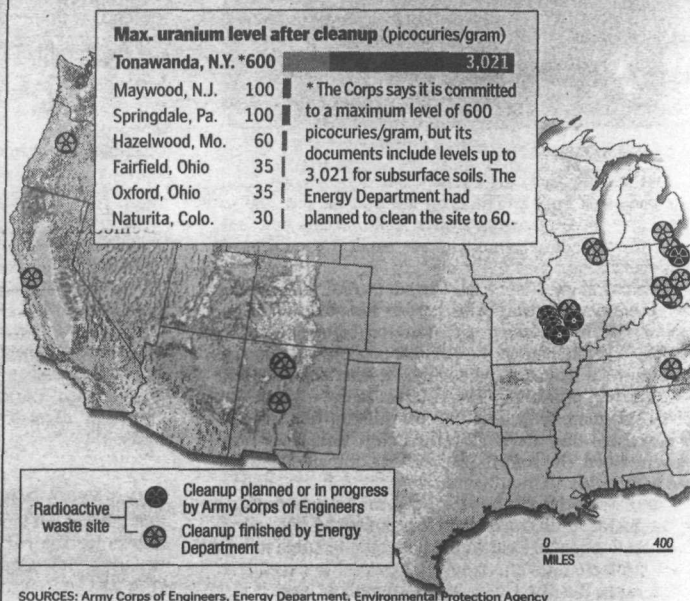 Max. uranium level after cleanup (picocuries/gram)
Tonawanda, N.Y. *600 3,021
Maywood, N.J. 100
Springdale, Pa. 100
Hazelwood, Mo. 60
Fairfield, Ohio 35
Oxford, Ohio 35
Naturita, Colo. 30
* The Corps says it is committed
to a maximum level of 600
picocuries/gram, but its
documents include levels up to
3,021 for subsurface soils. The
Energy Department had
planned to clean the site to 60.
Radioactive
waste site
Cleanup planned or in progress
by Army Corps of Engineers
Cleanup finished by Energy
Department
0 400
MILES
SOURCES: Army Corps of Engineers, Energy Department, Environmental Protection Agency